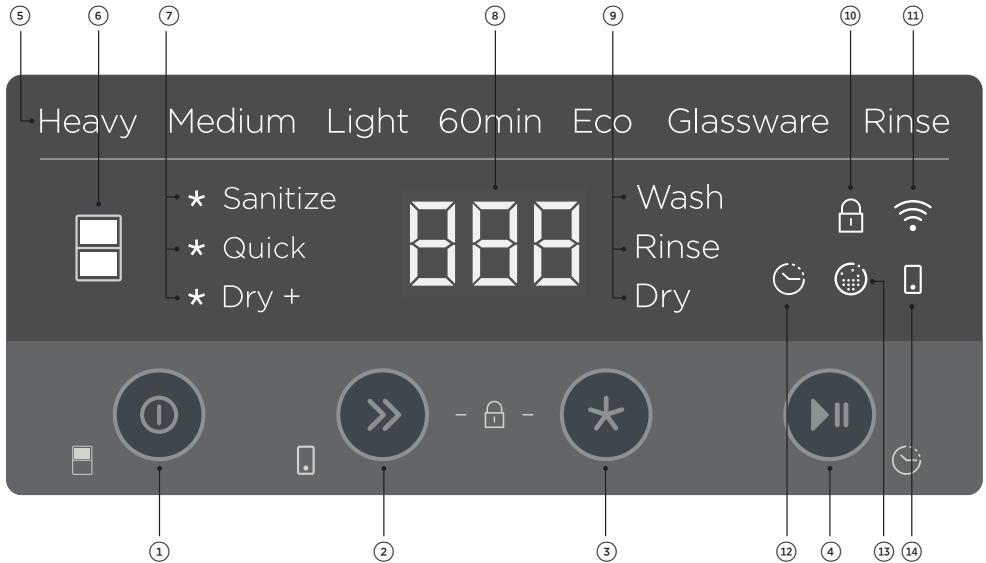 5 6 7 8 9 10 11
Heavy Medium Light 60min Eco Glassware Rinse
* Sanitize
* Quick
* Dry +
888
Wash
Rinse
Dry
1 2 3 12 4 13 14